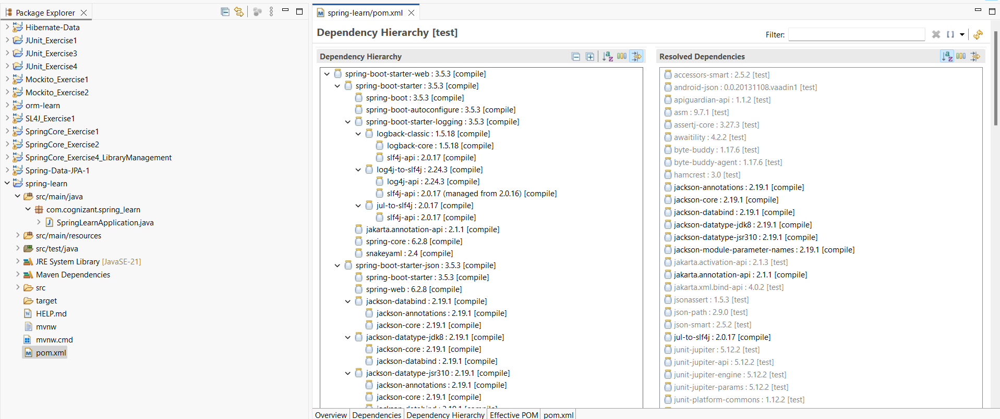 Package Explorer
Hibernate-Data
JUnit_Exercise1
JUnit_Exercise3
JUnit_Exercise4
Mockito_Exercise1
Mockito_Exercise2
orm-learn
SL4J_Exercise1
SpringCore_Exercise1
SpringCore_Exercise2
SpringCore_Exercise4_LibraryManagement
Spring-Data-JPA-1
spring-learn
src/main/java
com.cognizant.spring_learn
SpringLearnApplication.java
src/main/resources
src/test/java
JRE System Library [JavaSE-21]
Maven Dependencies
src
target
HELP.md
mvnw
mvnw.cmd
pom.xml
spring-learn/pom.xml
Dependency Hierarchy [test]
Filter:
Dependency Hierarchy
spring-boot-starter-web : 3.5.3 [compile]
spring-boot-starter : 3.5.3 [compile]
spring-boot : 3.5.3 [compile]
spring-boot-autoconfigure : 3.5.3 [compile]
spring-boot-starter-logging : 3.5.3 [compile]
logback-classic : 1.5.18 [compile]
logback-core : 1.5.18 [compile]
slf4j-api : 2.0.17 [compile]
log4j-to-slf4j : 2.24.3 [compile]
log4j-api : 2.24.3 [compile]
slf4j-api : 2.0.17 (managed from 2.0.16) [compile]
jul-to-slf4j : 2.0.17 [compile]
slf4j-api : 2.0.17 [compile]
jakarta.annotation-api : 2.1.1 [compile]
spring-core : 6.2.8 [compile]
snakeyaml : 2.4 [compile]
spring-boot-starter-json : 3.5.3 [compile]
spring-boot-starter : 3.5.3 [compile]
spring-web : 6.2.8 [compile]
jackson-databind : 2.19.1 [compile]
jackson-annotations : 2.19.1 [compile]
jackson-core : 2.19.1 [compile]
jackson-datatype-jdk8 : 2.19.1 [compile]
jackson-core : 2.19.1 [compile]
jackson-databind : 2.19.1 [compile]
jackson-datatype-jsr310 : 2.19.1 [compile]
jackson-annotations : 2.19.1 [compile]
jackson-core : 2.19.1 [compile]
jackson-databind : 2.19.1 [compile]
Resolved Dependencies
accessors-smart : 2.5.2 [test]
android-json : 0.0.20131108.vaadin1 [test]
apiguardian-api : 1.1.2 [test]
asm : 9.7.1 [test]
assertj-core : 3.27.3 [test]
awaitility : 4.2.2 [test]
byte-buddy : 1.17.6 [test]
byte-buddy-agent : 1.17.6 [test]
hamcrest : 3.0 [test]
jackson-annotations : 2.19.1 [compile]
jackson-core : 2.19.1 [compile]
jackson-databind : 2.19.1 [compile]
jackson-datatype-jdk8 : 2.19.1 [compile]
jackson-datatype-jsr310 : 2.19.1 [compile]
jackson-module-parameter-names : 2.19.1 [compile]
jakarta.activation-api : 2.1.3 [test]
jakarta.annotation-api : 2.1.1 [compile]
jakarta.xml.bind-api : 4.0.2 [test]
jsonassert : 1.5.3 [test]
json-path : 2.9.0 [test]
json-smart : 2.5.2 [test]
jul-to-slf4j : 2.0.17 [compile]
junit-jupiter : 5.12.2 [test]
junit-jupiter-api : 5.12.2 [test]
junit-jupiter-engine : 5.12.2 [test]
junit-jupiter-params : 5.12.2 [test]
junit-platform-commons : 1.12.2 [test]
Overview Dependencies Dependency Hierarchy Effective POM pom.xml